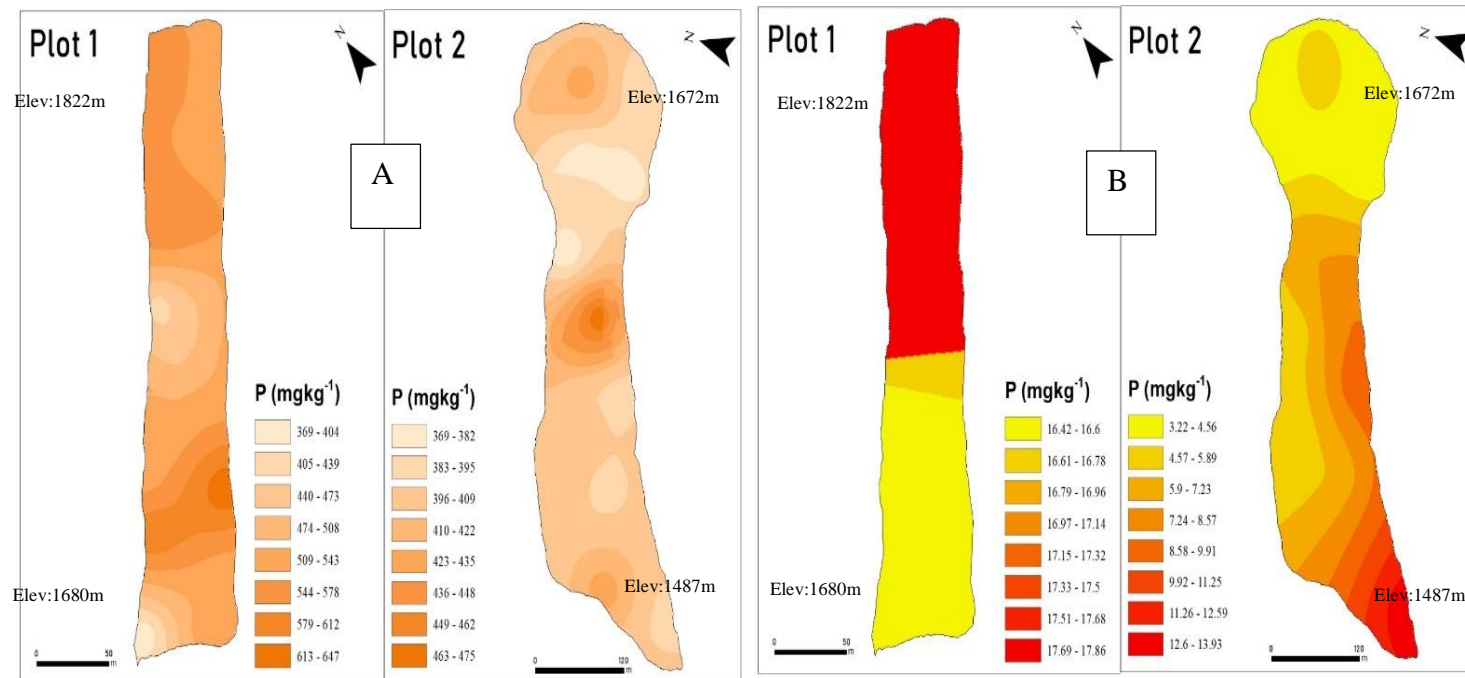 Plot 1
N
Elev:1822m
Elev:1680m
P (mgkg-1)
369 - 404
405 - 439
440 - 473
474 - 508
509 - 543
544 - 578
579 - 612
613 - 647
0 50
m
A
Plot 2
N
Elev:1672m
Elev:1487m
P (mgkg-1)
369 - 382
383 - 395
396 - 409
410 - 422
423 - 435
436 - 448
449 - 462
463 - 475
0 120
m
Plot 1
N
Elev:1822m
Elev:1680m
P (mgkg-1)
16.42 - 16.6
16.61 - 16.78
16.79 - 16.96
16.97 - 17.14
17.15 - 17.32
17.33 - 17.5
17.51 - 17.68
17.69 - 17.86
0 50
m
B
Plot 2
N
Elev:1672m
Elev:1487m
P (mgkg-1)
3.22 - 4.56
4.57 - 5.89
5.9 - 7.23
7.24 - 8.57
8.58 - 9.91
9.92 - 11.25
11.26 - 12.59
12.6 - 13.93
0 120
m